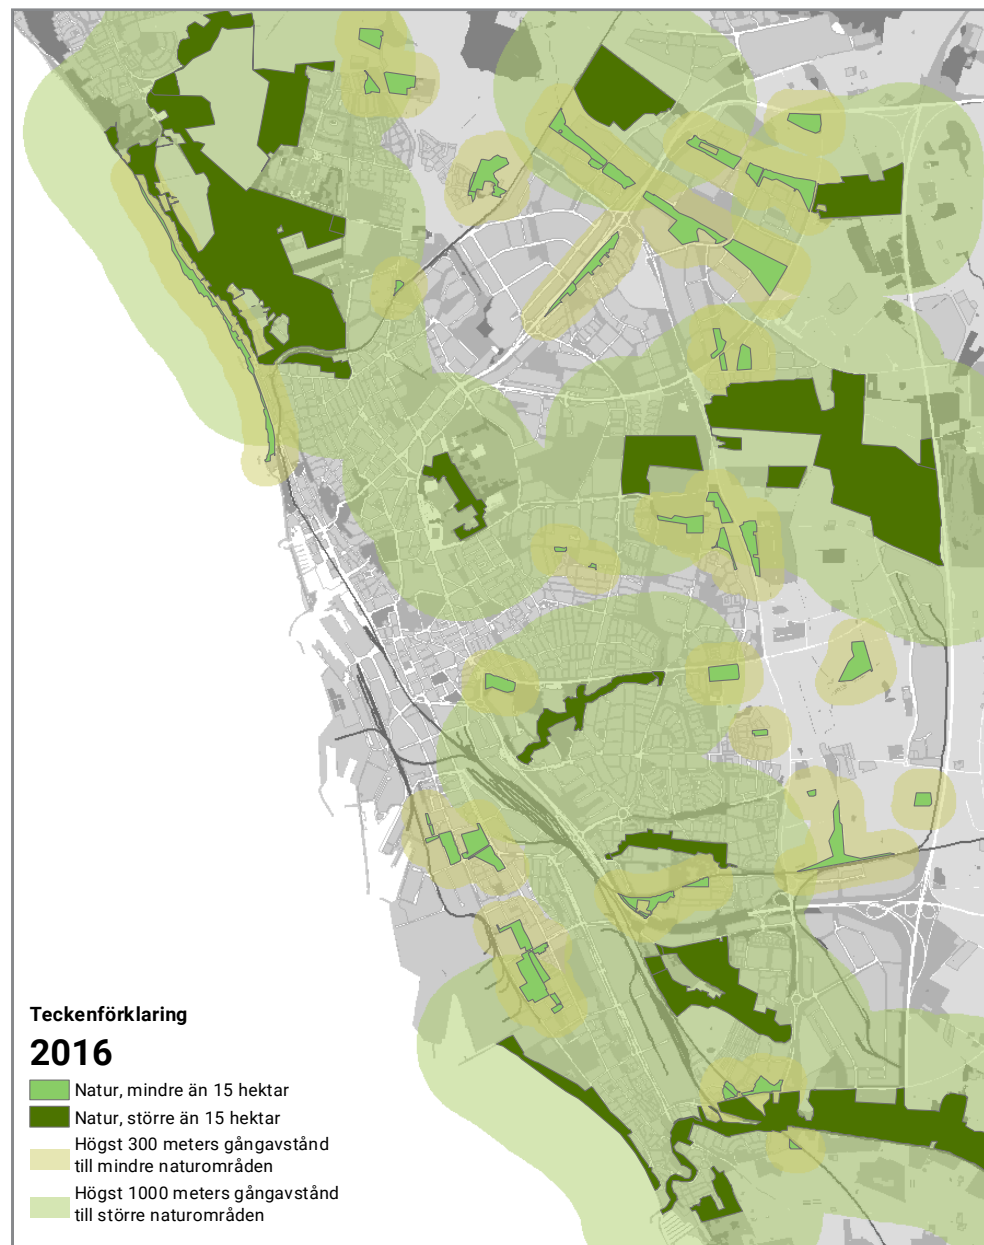 Teckenförklaring
2016
Natur, mindre än 15 hektar
Natur, större än 15 hektar
Högst 300 meters gångavstånd
till mindre naturområden
Högst 1000 meters gångavstånd
till större naturområden